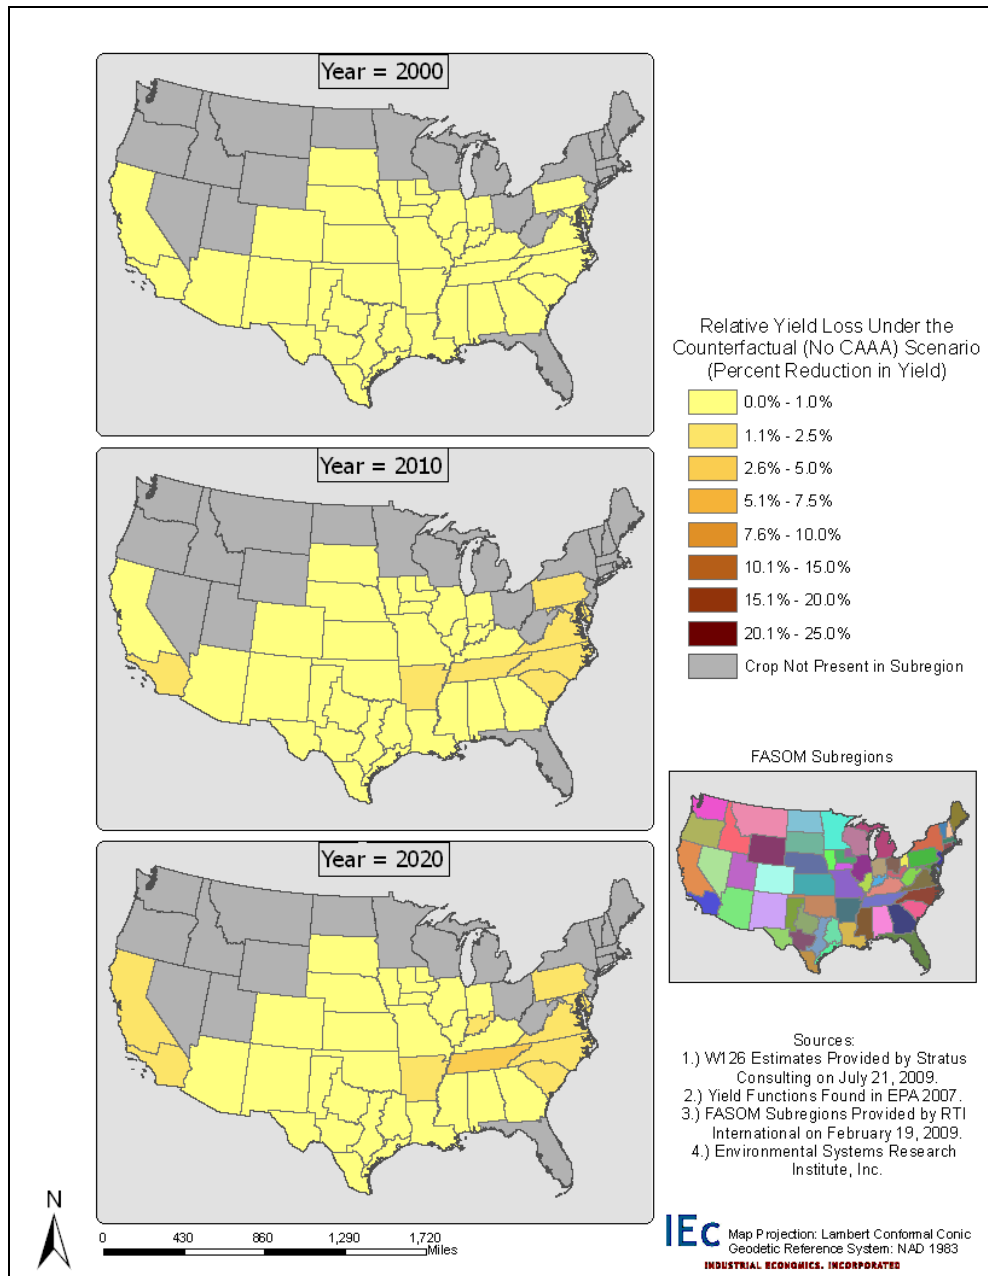 Year = 2000
Year = 2010
Year = 2020
Relative Yield Loss Under the
Counterfactual (No CAAA) Scenario
(Percent Reduction in Yield)
0.0% - 1.0%
1.1% - 2.5%
2.6% - 5.0%
5.1% - 7.5%
7.6% - 10.0%
10.1% - 15.0%
15.1% - 20.0%
20.1% - 25.0%
Crop Not Present in Subregion
FASOM Subregions
Sources:
1.) W126 Estimates Provided by Stratus
Consulting on July 21, 2009.
2.) Yield Functions Found in EPA 2007.
3.) FASOM Subregions Provided by RTI
International on February 19, 2009.
4.) Environmental Systems Research
Institute, Inc.
N
0 430 860 1,290 1,720
Miles
IEc
Map Projection: Lambert Conformal Conic
Geodetic Reference System: NAD 1983
INDUSTRIAL ECONOMICS, INCORPORATED